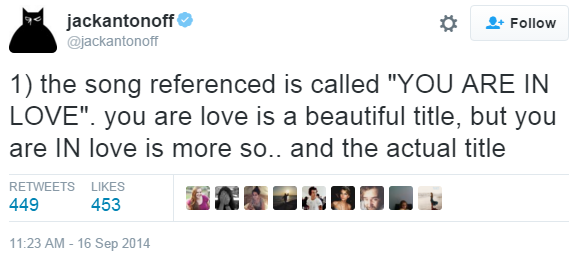 jackantonoff
@jackantonoff
Follow
1) the song referenced is called "YOU ARE IN
LOVE". you are love is a beautiful title, but you
are IN love is more so.. and the actual title
RETWEETS LIKES
449 453
11:23 AM - 16 Sep 2014